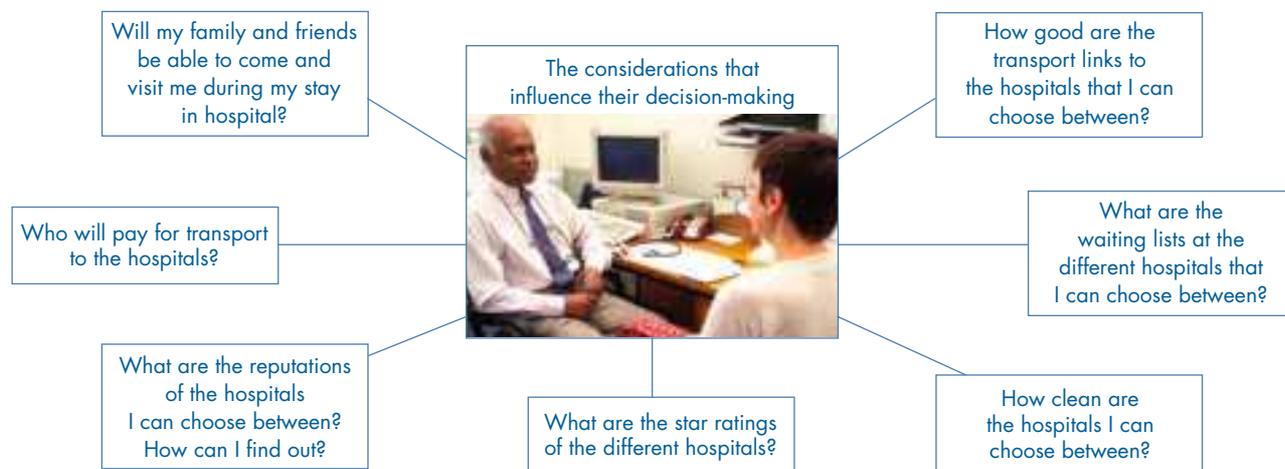 The considerations that
influence their decision-making
Will my family and friends
be able to come and
visit me during my stay
in hospital?
How good are the
transport links to
the hospitals that I can
choose between?
Who will pay for transport
to the hospitals?
What are the
waiting lists at the
different hospitals that
I can choose between?
What are the reputations
of the hospitals
I can choose between?
How can I find out?
What are the star ratings
of the different hospitals?
How clean are
the hospitals I can
choose between?